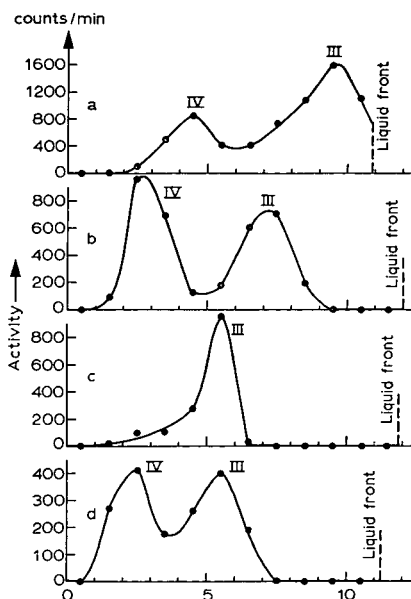 counts/min
1600
1200
800
400
0
a
IV
III
Liquid front
800
600
400
200
0
b
IV
III
Liquid front
Activity
800
600
400
200
0
c
III
Liquid front
400
300
200
100
0
d
IV
III
Liquid front
0
5
10